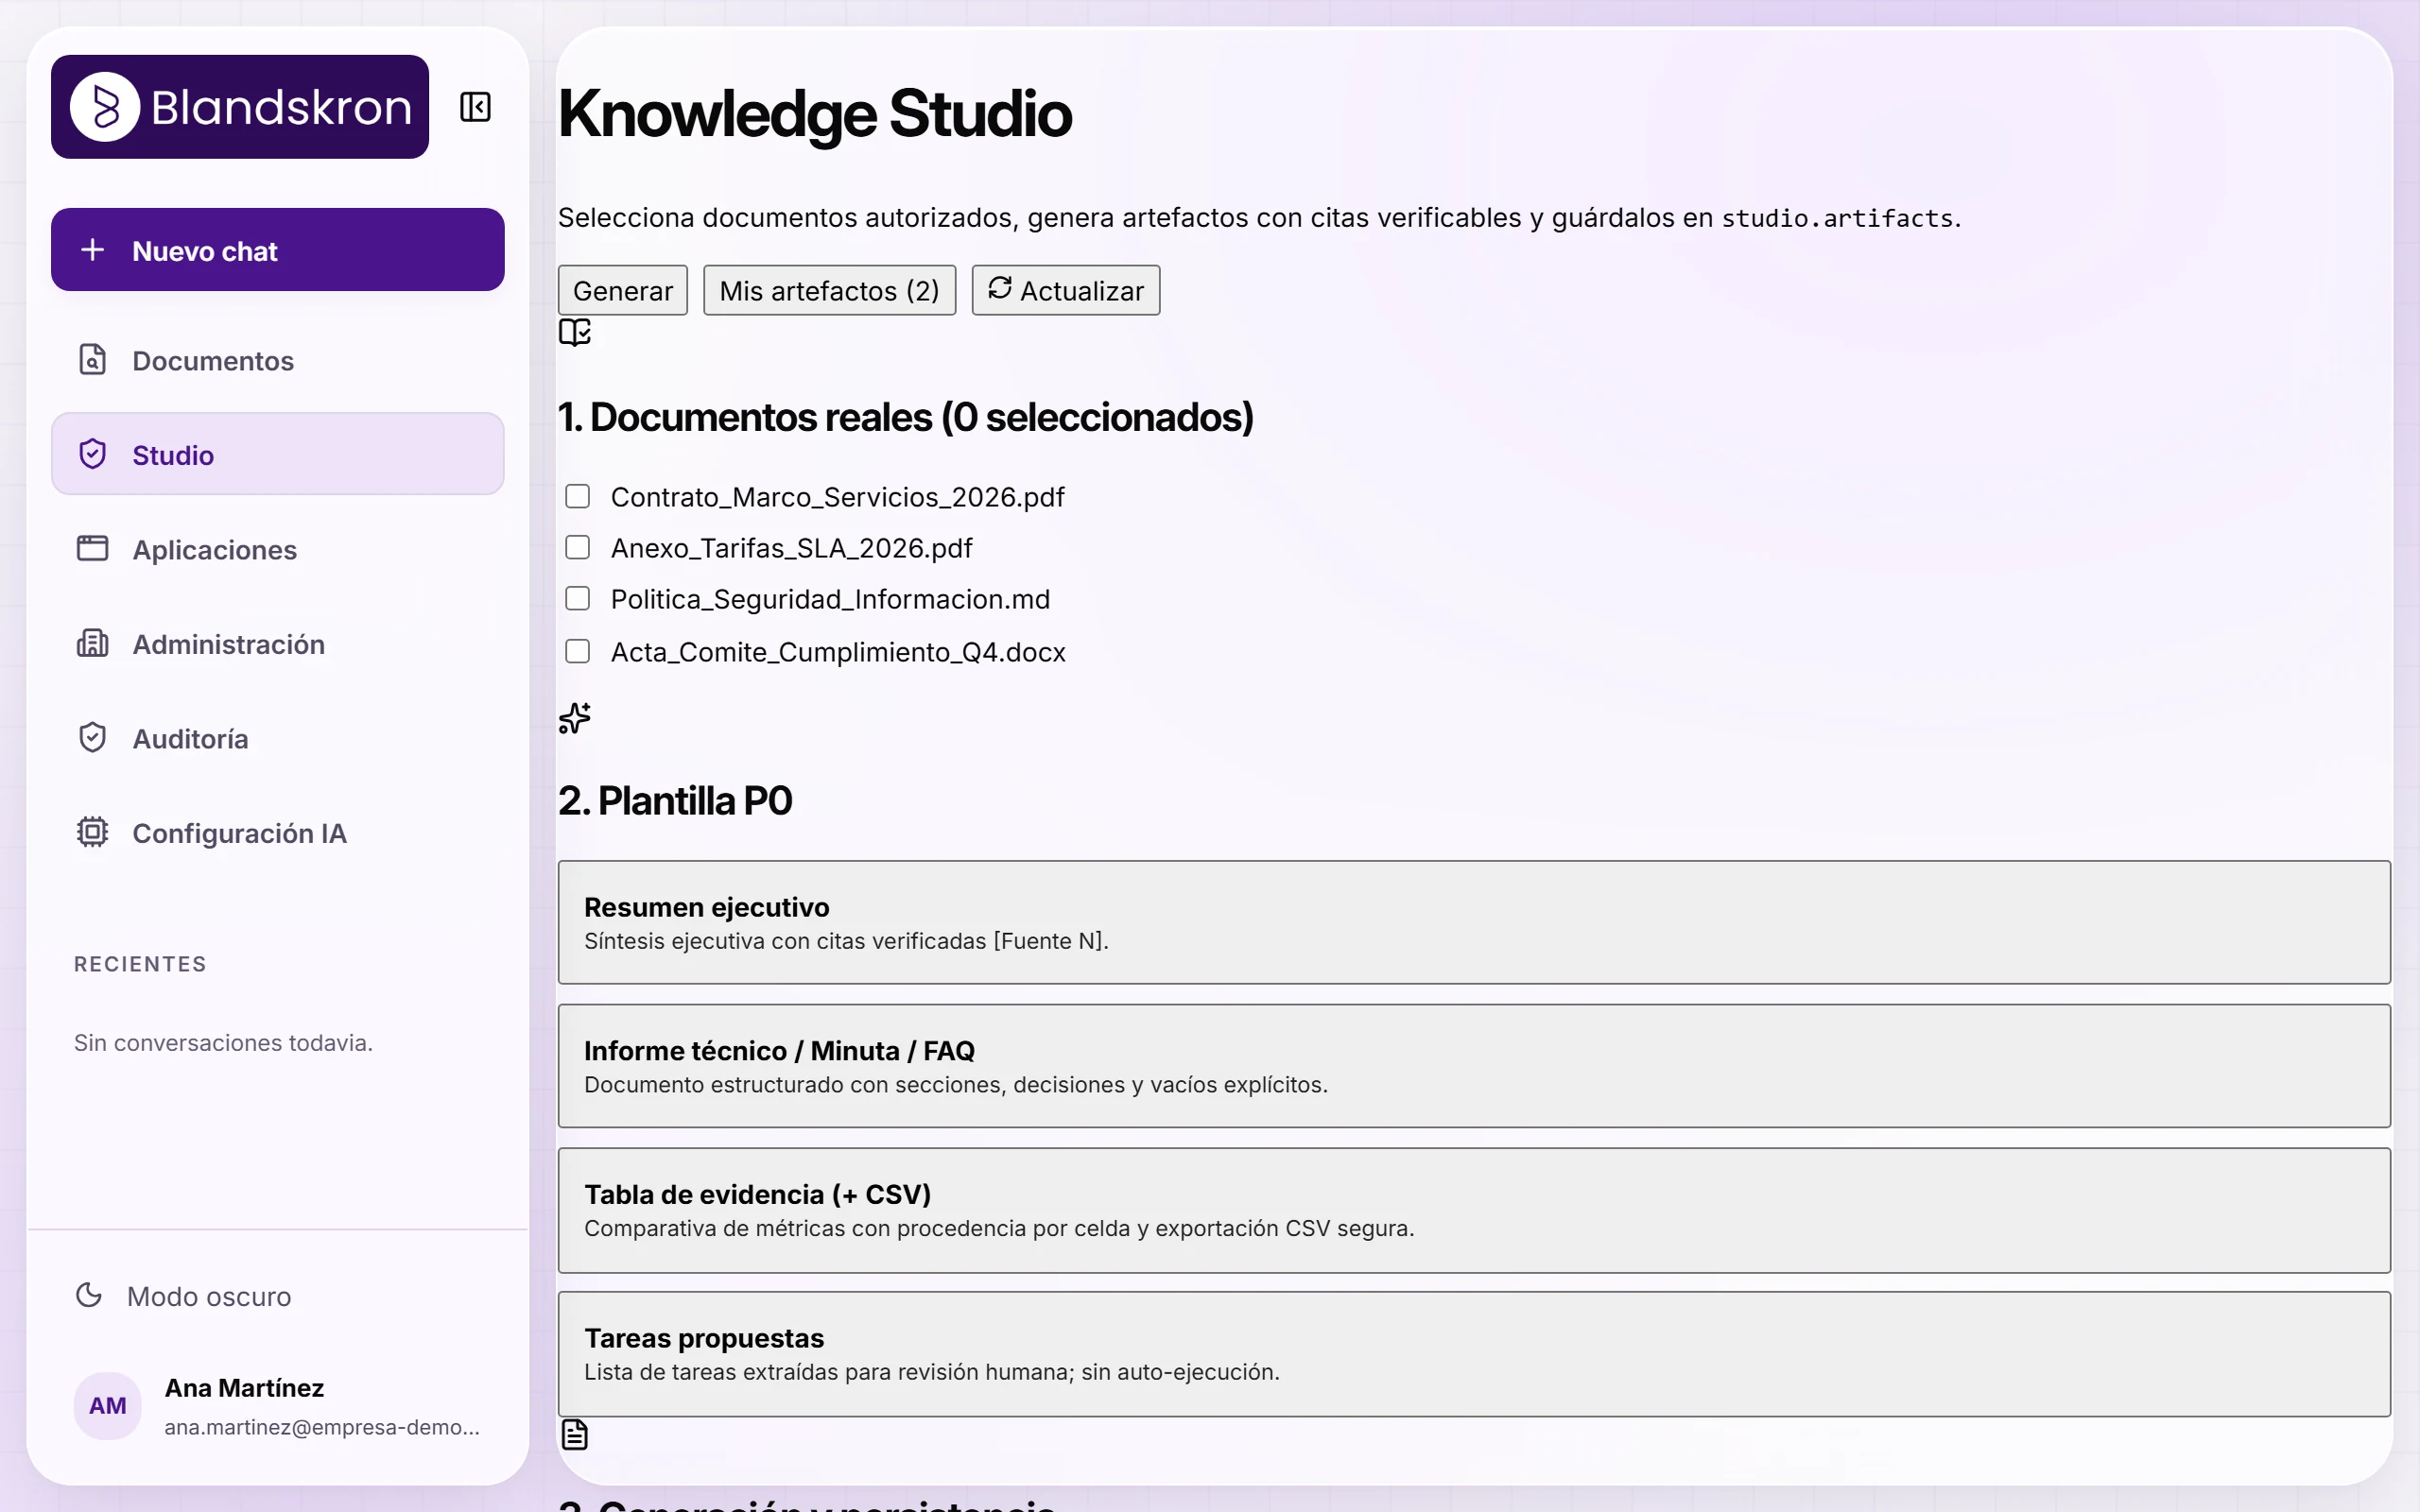 Blandskron
Nuevo chat
Documentos
Studio
Aplicaciones
Administración
Auditoría
Configuración IA
RECIENTES
Sin conversaciones todavia.
Modo oscuro
AM
Ana Martínez
ana.martinez@empresa-demo...
Knowledge Studio
Selecciona documentos autorizados, genera artefactos con citas verificables y guárdalos en studio.artifacts.
Generar
Mis artefactos (2)
Actualizar
1. Documentos reales (0 seleccionados)
Contrato_Marco_Servicios_2026.pdf
Anexo_Tarifas_SLA_2026.pdf
Politica_Seguridad_Informacion.md
Acta_Comite_Cumplimiento_Q4.docx
2. Plantilla P0
Resumen ejecutivo
Síntesis ejecutiva con citas verificadas [Fuente N].
Informe técnico / Minuta / FAQ
Documento estructurado con secciones, decisiones y vacíos explícitos.
Tabla de evidencia (+ CSV)
Comparativa de métricas con procedencia por celda y exportación CSV segura.
Tareas propuestas
Lista de tareas extraídas para revisión humana; sin auto-ejecución.
3. Generación y persistencia